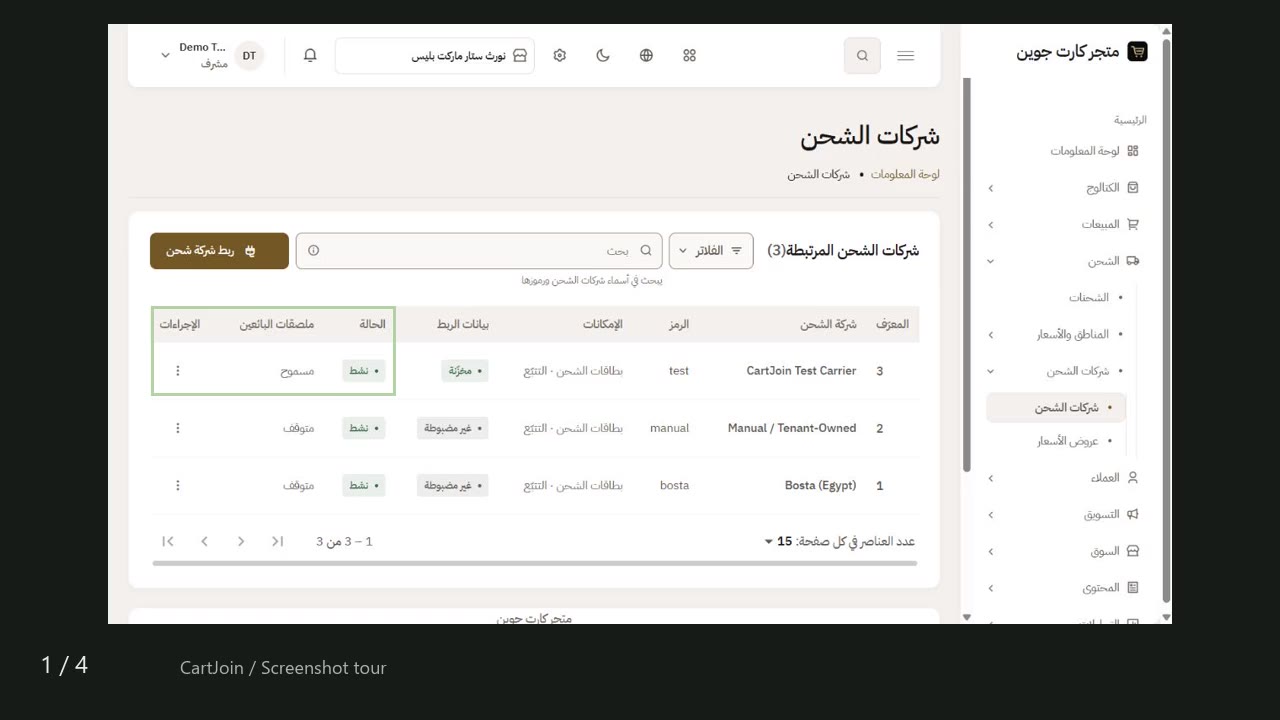 متجر كارت جوين
نورث ستار ماركت بليس
Demo T...
مشرف
DT
الرئيسية
لوحة المعلومات
الكتالوج
المبيعات
الشحن
الشحنات
المناطق والأسعار
شركات الشحن
شركات الشحن
عروض الأسعار
العملاء
التسويق
السوق
المحتوى
شركات الشحن
لوحة المعلومات • شركات الشحن
شركات الشحن المرتبطة(3)
الفلاتر
بحث
ربط شركة شحن
يبحث في أسماء شركات الشحن ورموزها
المعرّف شركة الشحن الرمز الإمكانات بيانات الربط الحالة ملصقات البائعين الإجراءات
3 CartJoin Test Carrier test بطاقات الشحن · التتبّع • مخزّنة • نشط مسموح
2 Manual / Tenant-Owned manual بطاقات الشحن · التتبّع • غير مضبوطة • نشط متوقف
1 Bosta (Egypt) bosta بطاقات الشحن · التتبّع • غير مضبوطة • نشط متوقف
عدد العناصر في كل صفحة: 15
1 – 3 من 3
متجر كارت جوين
1 / 4
CartJoin / Screenshot tour